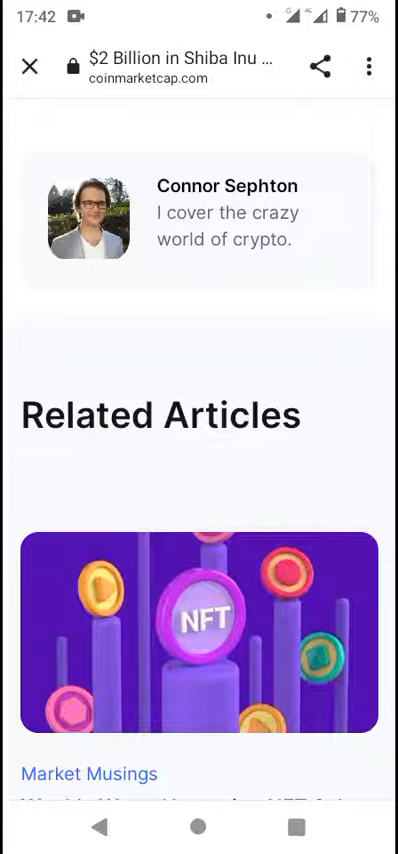 17:42
77%
$2 Billion in Shiba Inu ...
coinmarketcap.com
Connor Sephton
I cover the crazy
world of crypto.
Related Articles
NFT
Market Musings